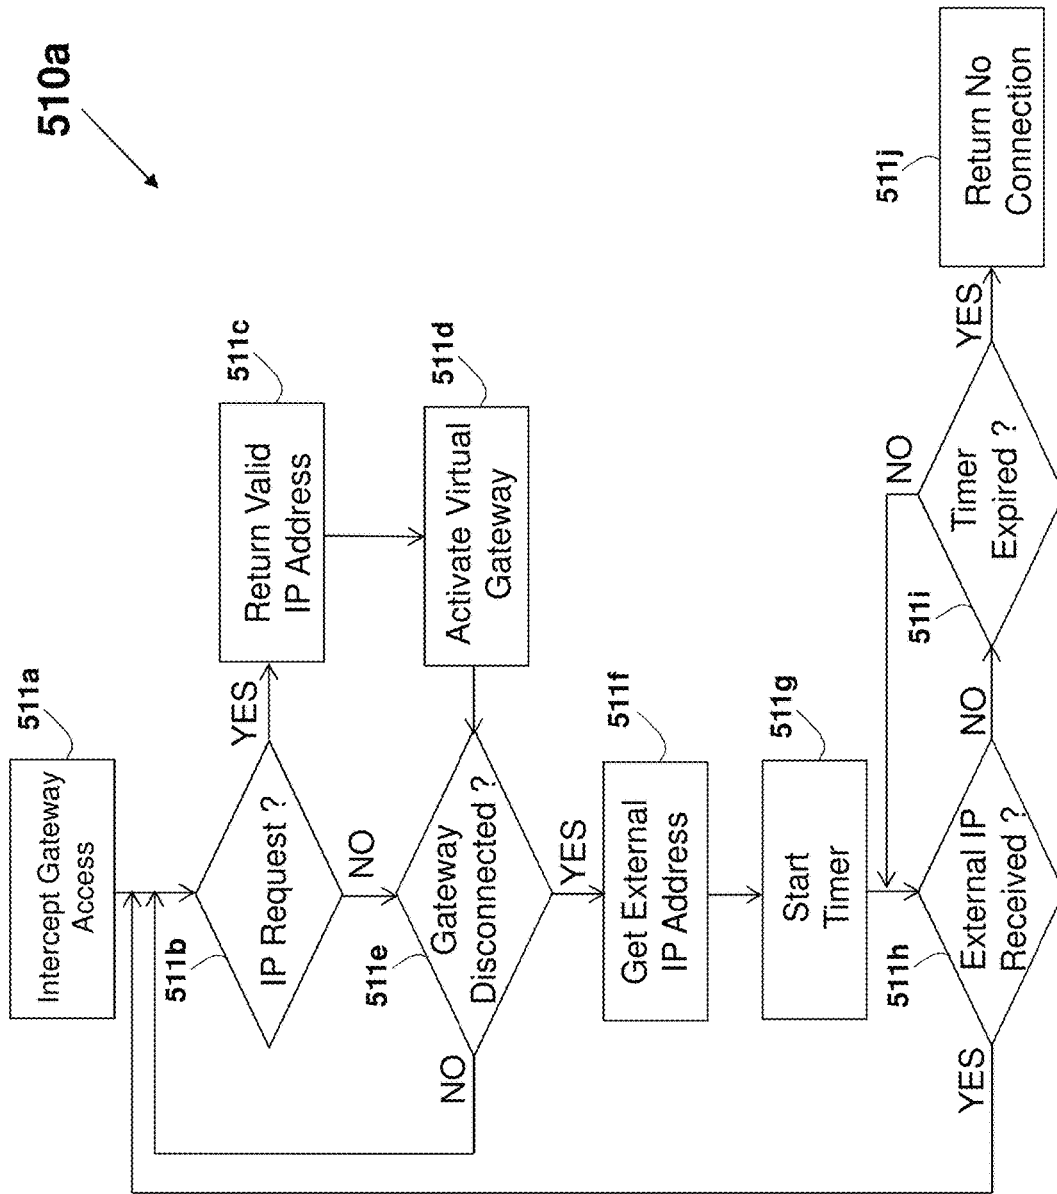 510a
511a
Intercept Gateway
Access
511b
IP Request ?
YES
NO
511c
Return Valid
IP Address
511d
Activate Virtual
Gateway
511e
Gateway
Disconnected ?
NO
YES
511f
Get External
IP Address
511g
Start
Timer
511h
External IP
Received ?
YES
NO
511i
Timer
Expired ?
NO
YES
511j
Return No
Connection